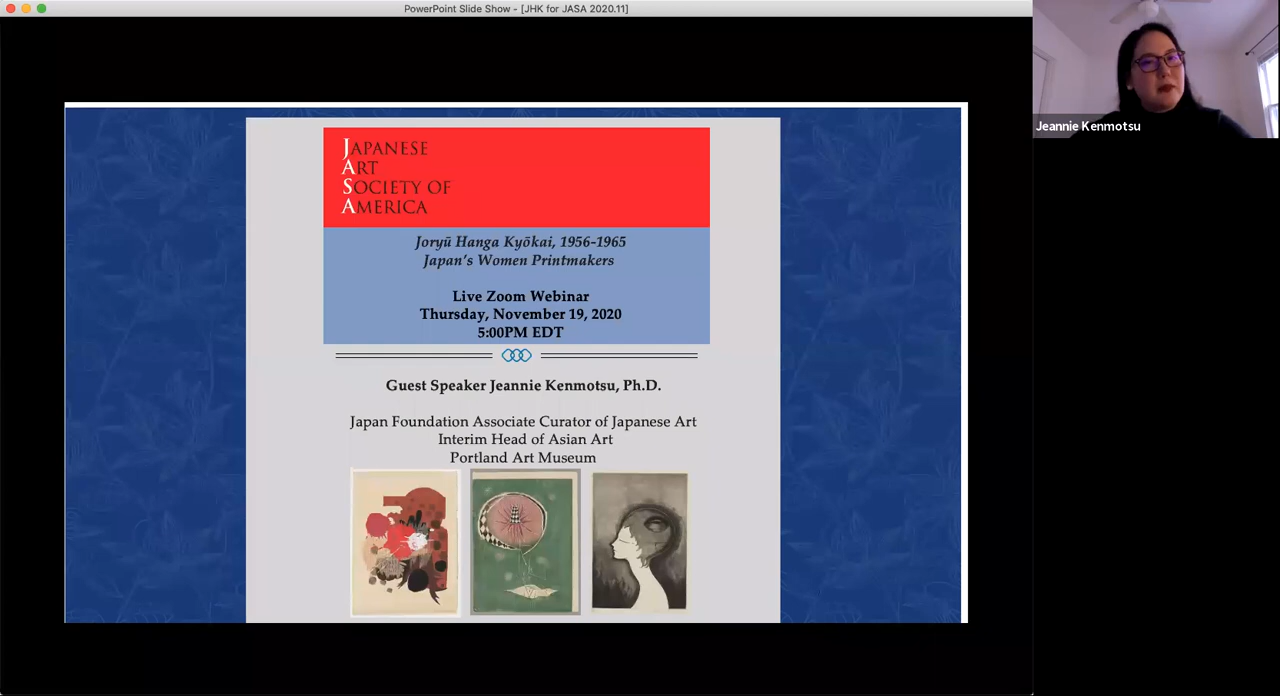 PowerPoint Slide Show - [JHK for JASA 2020.11]
JAPANESE
ART
SOCIETY OF
AMERICA
Joryū Hanga Kyōkai, 1956-1965
Japan's Women Printmakers
Live Zoom Webinar
Thursday, November 19, 2020
5:00PM EDT
Guest Speaker Jeannie Kenmotsu, Ph.D.
Japan Foundation Associate Curator of Japanese Art
Interim Head of Asian Art
Portland Art Museum
Jeannie Kenmotsu